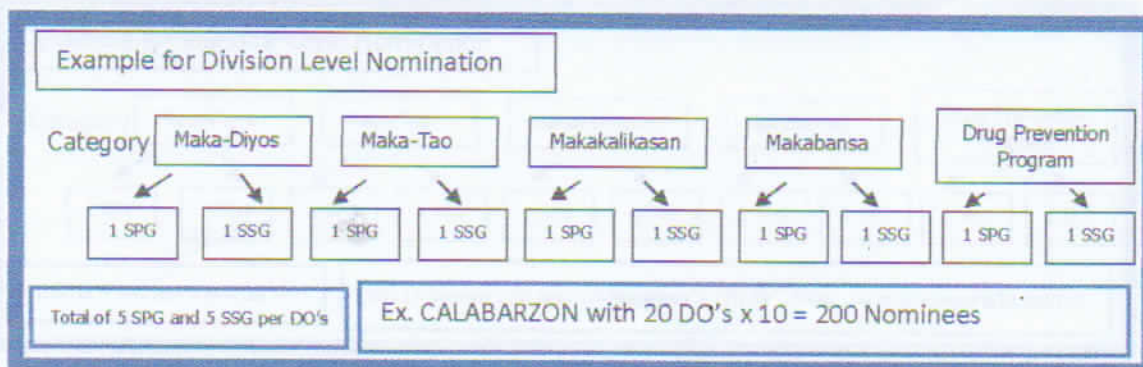 Example for Division Level Nomination
Category Maka-Diyos Maka-Tao Makakalikasan Makabansa Drug Prevention
Program
1 SPG 1 SSG 1 SPG 1 SSG 1 SPG 1 SSG 1 SPG 1 SSG 1 SPG 1 SSG
Total of 5 SPG and 5 SSG per DO's
Ex. CALABARZON with 20 DO's x 10 = 200 Nominees